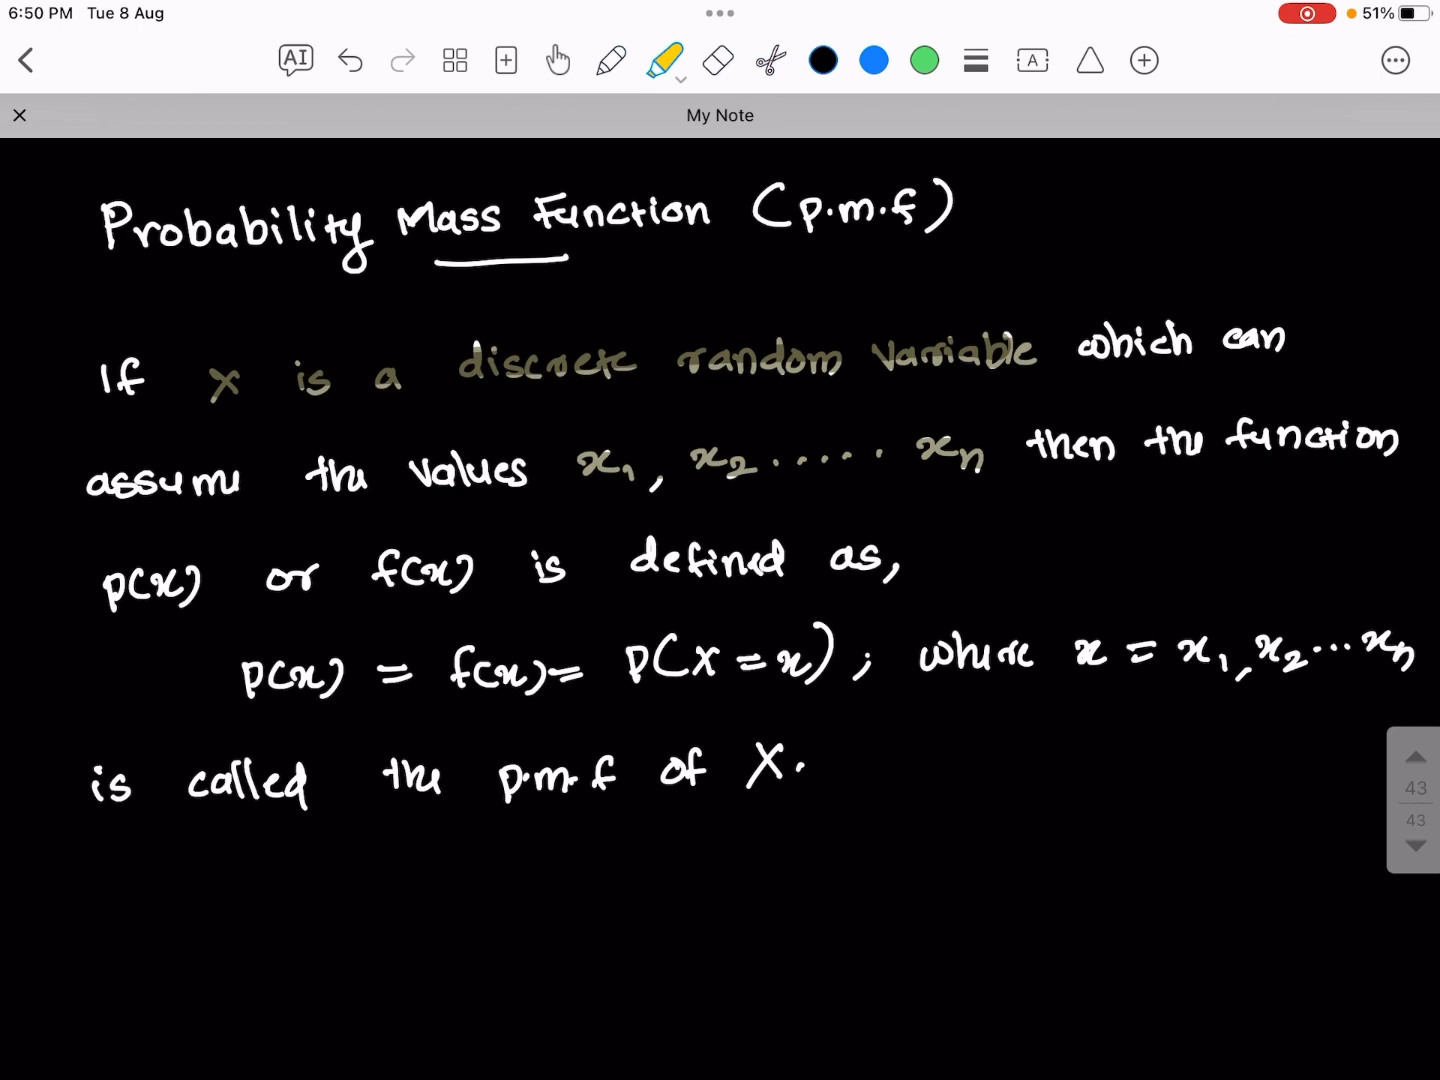 6:50 PM Tue 8 Aug
51%
AI
A
My Note
Probability Mass Function (p.m.f)
If X is a discrete random variable which can
assume the values x₁, x₂ ..... xₙ then the function
p(x) or f(x) is defined as,
p(x) = f(x) = P(X = x) ; where x = x₁, x₂ ... xₙ
is called the p.m.f of X.
43
43